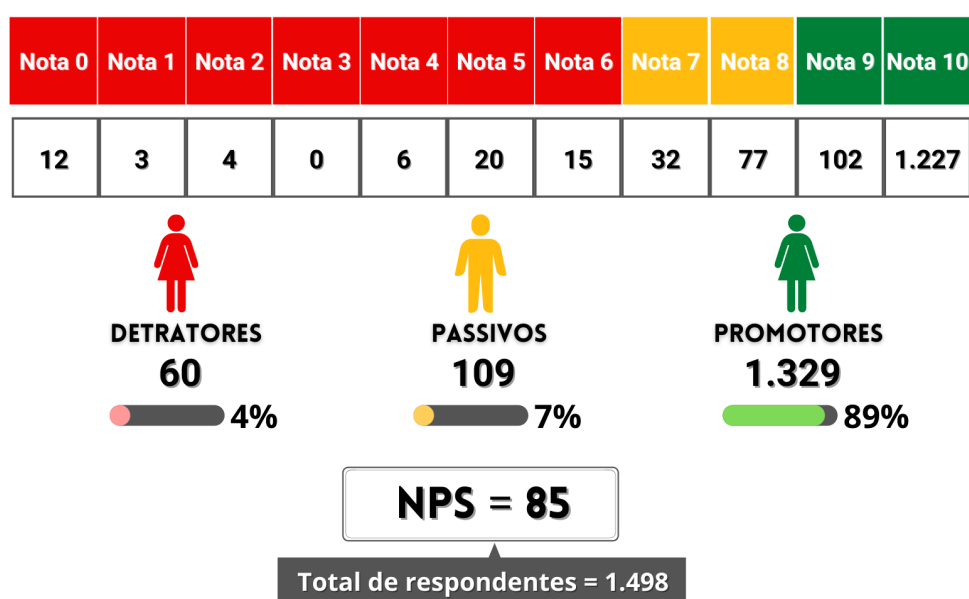 Nota 0 Nota 1 Nota 2 Nota 3 Nota 4 Nota 5 Nota 6 Nota 7 Nota 8 Nota 9 Nota 10
12 3 4 0 6 20 15 32 77 102 1.227
DETRATORES PASSIVOS PROMOTORES
60 109 1.329
4% 7% 89%
NPS = 85
Total de respondentes = 1.498